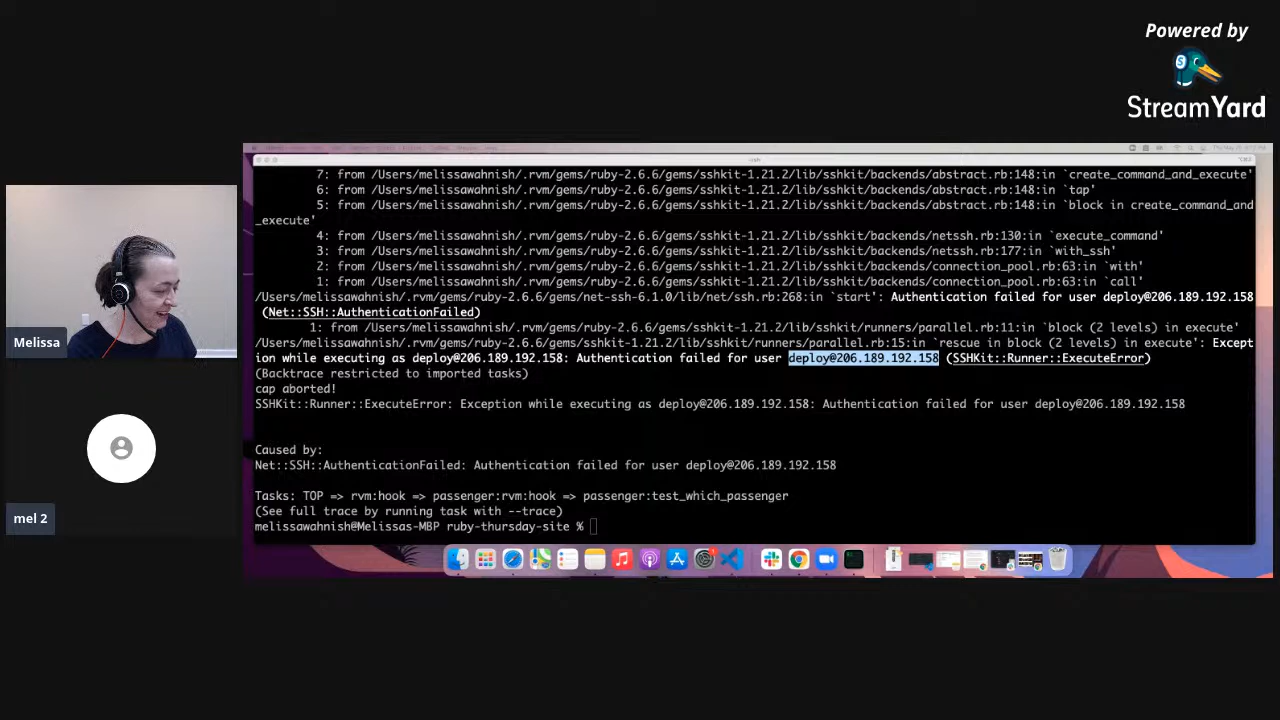 Powered by
StreamYard
7: from /Users/melissawahnish/.rvm/gems/ruby-2.6.6/gems/sshkit-1.21.2/lib/sshkit/backends/abstract.rb:148:in `create_command_and_execute'
6: from /Users/melissawahnish/.rvm/gems/ruby-2.6.6/gems/sshkit-1.21.2/lib/sshkit/backends/abstract.rb:148:in `tap'
5: from /Users/melissawahnish/.rvm/gems/ruby-2.6.6/gems/sshkit-1.21.2/lib/sshkit/backends/abstract.rb:148:in `block in create_command_and
_execute'
4: from /Users/melissawahnish/.rvm/gems/ruby-2.6.6/gems/sshkit-1.21.2/lib/sshkit/backends/netssh.rb:130:in `execute_command'
3: from /Users/melissawahnish/.rvm/gems/ruby-2.6.6/gems/sshkit-1.21.2/lib/sshkit/backends/netssh.rb:177:in `with_ssh'
2: from /Users/melissawahnish/.rvm/gems/ruby-2.6.6/gems/sshkit-1.21.2/lib/sshkit/backends/connection_pool.rb:63:in `with'
1: from /Users/melissawahnish/.rvm/gems/ruby-2.6.6/gems/sshkit-1.21.2/lib/sshkit/backends/connection_pool.rb:63:in `call'
/Users/melissawahnish/.rvm/gems/ruby-2.6.6/gems/net-ssh-6.1.0/lib/net/ssh.rb:268:in `start': Authentication failed for user deploy@206.189.192.158
(Net::SSH::AuthenticationFailed)
1: from /Users/melissawahnish/.rvm/gems/ruby-2.6.6/gems/sshkit-1.21.2/lib/sshkit/runners/parallel.rb:11:in `block (2 levels) in execute'
/Users/melissawahnish/.rvm/gems/ruby-2.6.6/gems/sshkit-1.21.2/lib/sshkit/runners/parallel.rb:15:in `rescue in block (2 levels) in execute': Except
ion while executing as deploy@206.189.192.158: Authentication failed for user deploy@206.189.192.158 (SSHKit::Runner::ExecuteError)
(Backtrace restricted to imported tasks)
cap aborted!
SSHKit::Runner::ExecuteError: Exception while executing as deploy@206.189.192.158: Authentication failed for user deploy@206.189.192.158
Caused by:
Net::SSH::AuthenticationFailed: Authentication failed for user deploy@206.189.192.158
Tasks: TOP => rvm:hook => passenger:rvm:hook => passenger:test_which_passenger
(See full trace by running task with --trace)
melissawahnish@Melissas-MBP ruby-thursday-site %
Melissa
mel 2